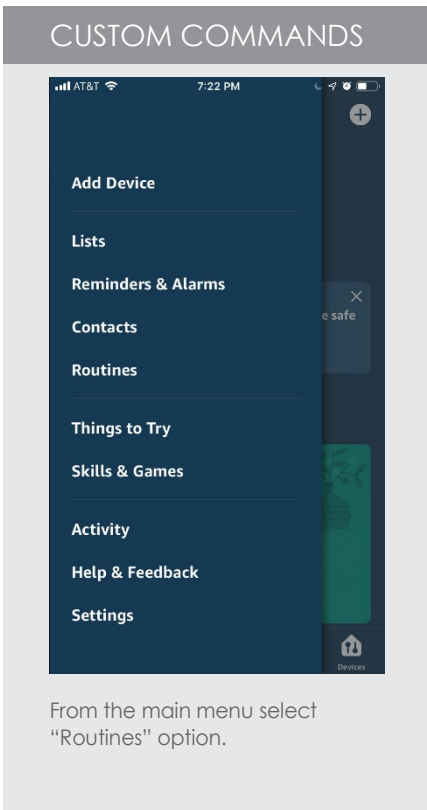 CUSTOM COMMANDS
AT&T 7:22 PM
Add Device
Lists
Reminders & Alarms
e safe
Contacts
Routines
Things to Try
Skills & Games
Activity
Help & Feedback
Settings
Devices
From the main menu select
“Routines” option.